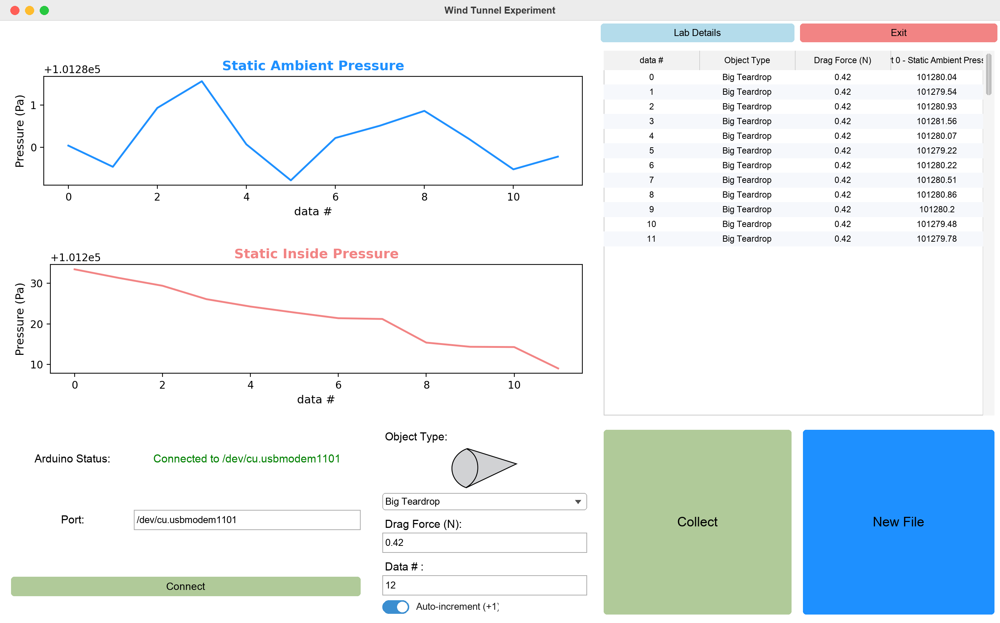 Wind Tunnel Experiment
Lab Details
Exit
Static Ambient Pressure
+1.0128e5
Pressure (Pa)
1
0
0 2 4 6 8 10
data #
Static Inside Pressure
+1.012e5
Pressure (Pa)
30
20
10
0 2 4 6 8 10
data #
data # Object Type Drag Force (N) t 0 - Static Ambient Press
0 Big Teardrop 0.42 101280.04
1 Big Teardrop 0.42 101279.54
2 Big Teardrop 0.42 101280.93
3 Big Teardrop 0.42 101281.56
4 Big Teardrop 0.42 101280.07
5 Big Teardrop 0.42 101279.22
6 Big Teardrop 0.42 101280.22
7 Big Teardrop 0.42 101280.51
8 Big Teardrop 0.42 101280.86
9 Big Teardrop 0.42 101280.2
10 Big Teardrop 0.42 101279.48
11 Big Teardrop 0.42 101279.78
Arduino Status: Connected to /dev/cu.usbmodem1101
Port: /dev/cu.usbmodem1101
Connect
Object Type:
Big Teardrop
Drag Force (N):
0.42
Data # :
12
Auto-increment (+1)
Collect
New File